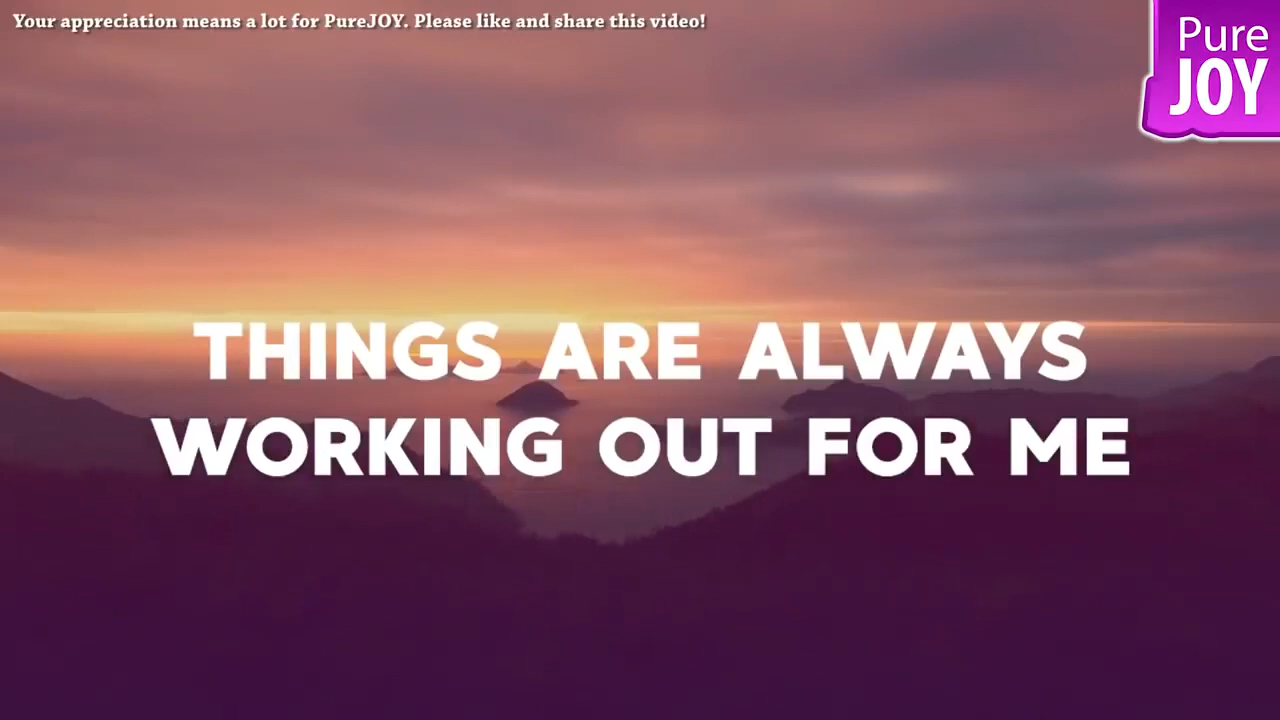 Your appreciation means a lot for PureJOY. Please like and share this video!
Pure
JOY
THINGS ARE ALWAYS
WORKING OUT FOR ME